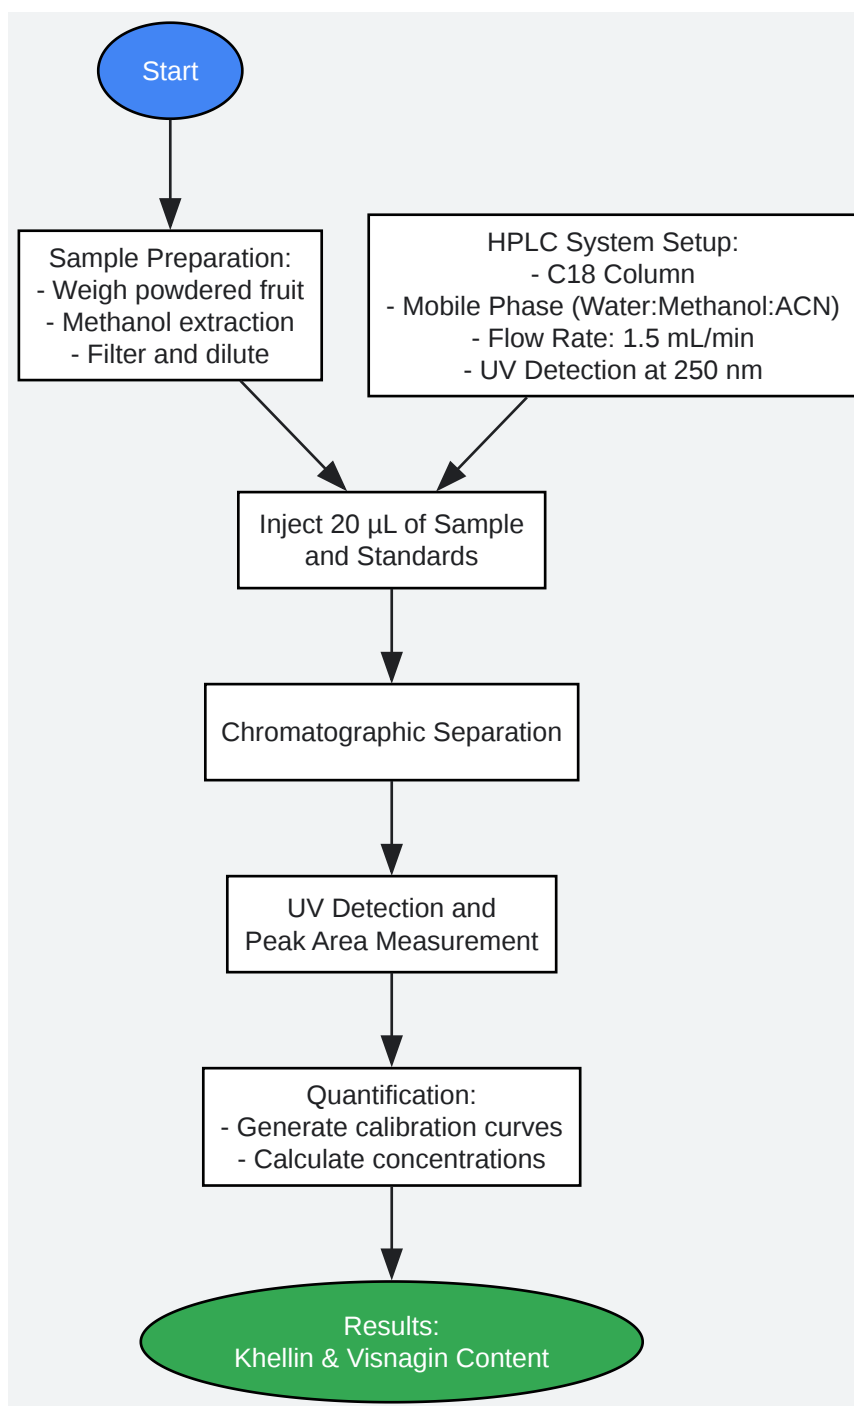 Start
Sample Preparation:
- Weigh powdered fruit
- Methanol extraction
- Filter and dilute
HPLC System Setup:
- C18 Column
- Mobile Phase (Water:Methanol:ACN)
- Flow Rate: 1.5 mL/min
- UV Detection at 250 nm
Inject 20 µL of Sample
and Standards
Chromatographic Separation
UV Detection and
Peak Area Measurement
Quantification:
- Generate calibration curves
- Calculate concentrations
Results:
Khellin & Visnagin Content